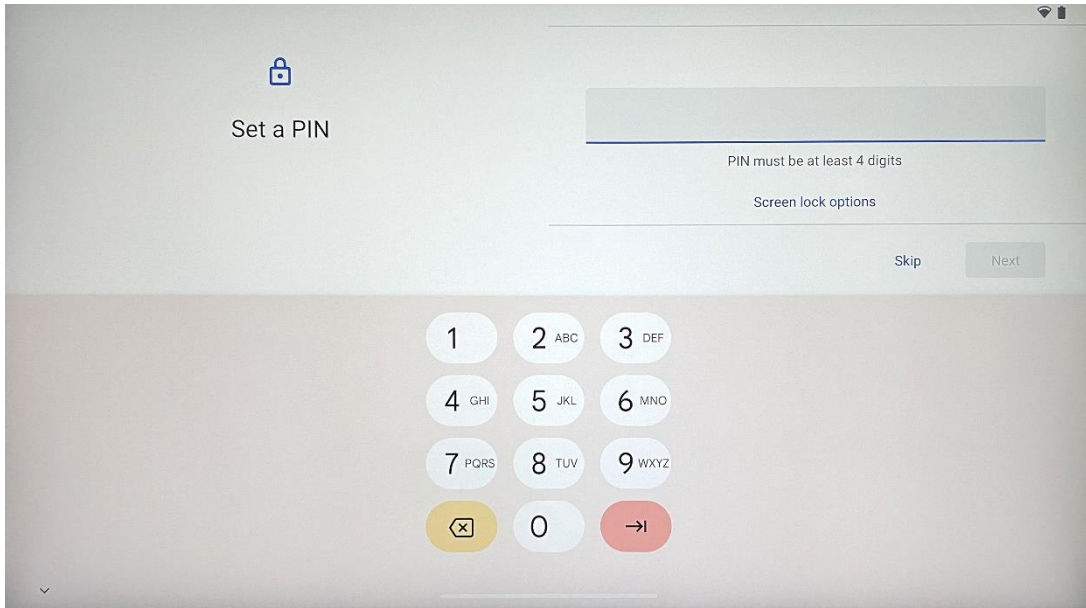 Set a PIN
PIN must be at least 4 digits
Screen lock options
Skip
Next
1
2 ABC
3 DEF
4 GHI
5 JKL
6 MNO
7 PQRS
8 TUV
9 WXYZ
0